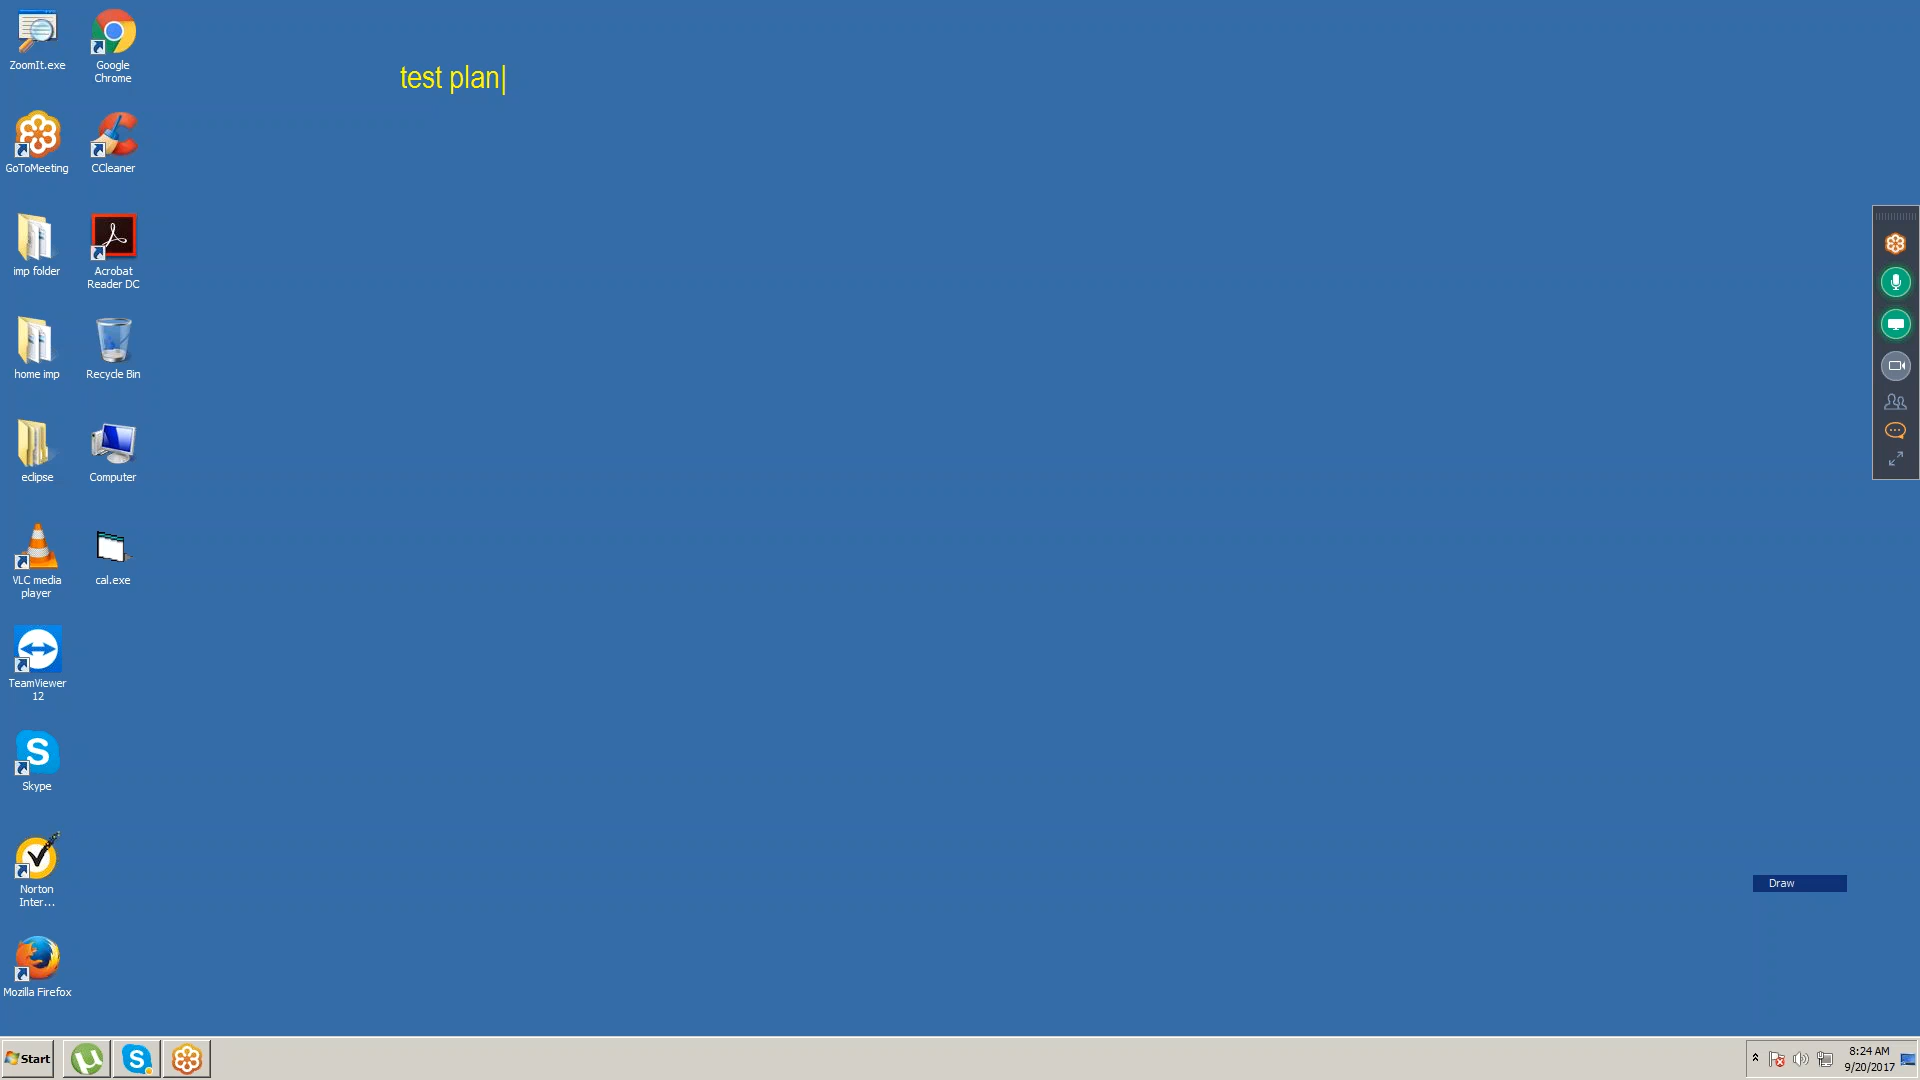 ZoomIt.exe
Google
Chrome
test plan
GoToMeeting
CCleaner
imp folder
Acrobat
Reader DC
home imp
Recycle Bin
eclipse
Computer
VLC media
player
cal.exe
TeamViewer
12
Skype
Norton
Inter...
Mozilla Firefox
Draw
Start
8:24 AM
9/20/2017